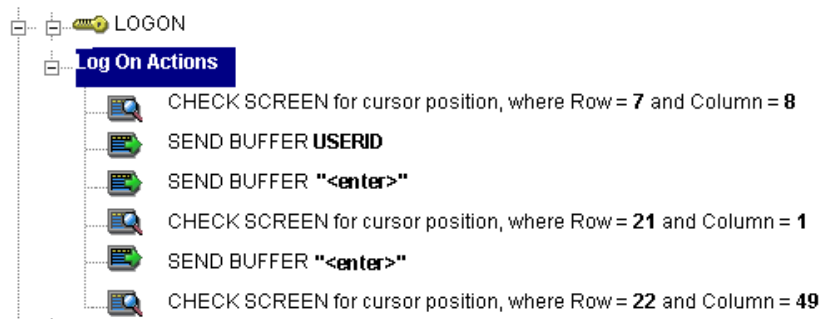 LOGON
Log On Actions
CHECK SCREEN for cursor position, where Row = 7 and Column = 8
SEND BUFFER USERID
SEND BUFFER "<enter>"
CHECK SCREEN for cursor position, where Row = 21 and Column = 1
SEND BUFFER "<enter>"
CHECK SCREEN for cursor position, where Row = 22 and Column = 49